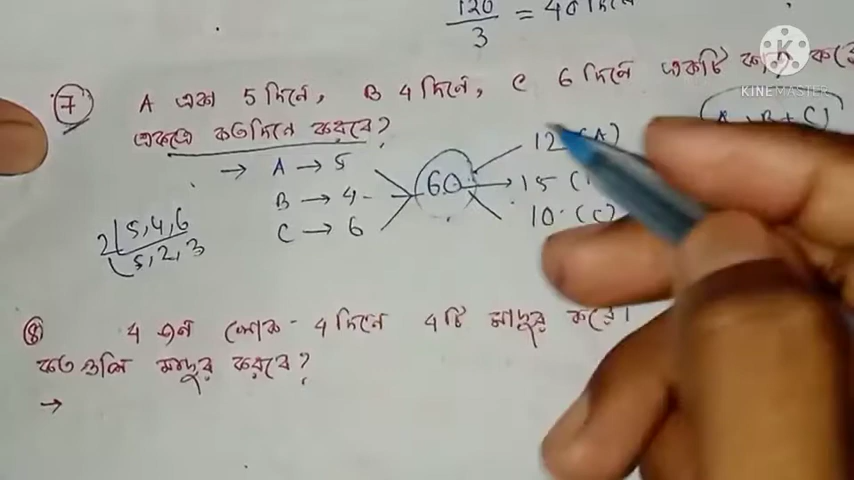 120/3 = 40 দিনে
⑦ A একা 5 দিনে, B 4 দিনে, C 6 দিনে একটি কাজ করে
KINEMASTER
একত্রে কতদিনে করবে?
→ A → 5
B → 4
C → 6
60
12 (A)
15
10 (C)
A + B + C)
2 | 5, 4, 6
5, 2, 3
⑧ 4 জন লোক 4 দিনে 4টি মাদুর করে।
কতগুলি মাদুর করবে?
→